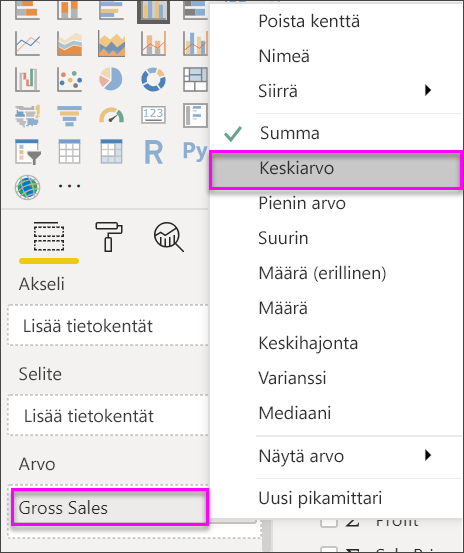 Poista kenttä
Nimeä
Siirrä
Summa
Keskiarvo
Pienin arvo
Suurin
Määrä (erillinen)
Määrä
Keskihajonta
Varianssi
Mediaani
Näytä arvo
Uusi pikamittari
123
R
Py
Akseli
Lisää tietokentät
Selite
Lisää tietokentät
Arvo
Gross Sales
Profit